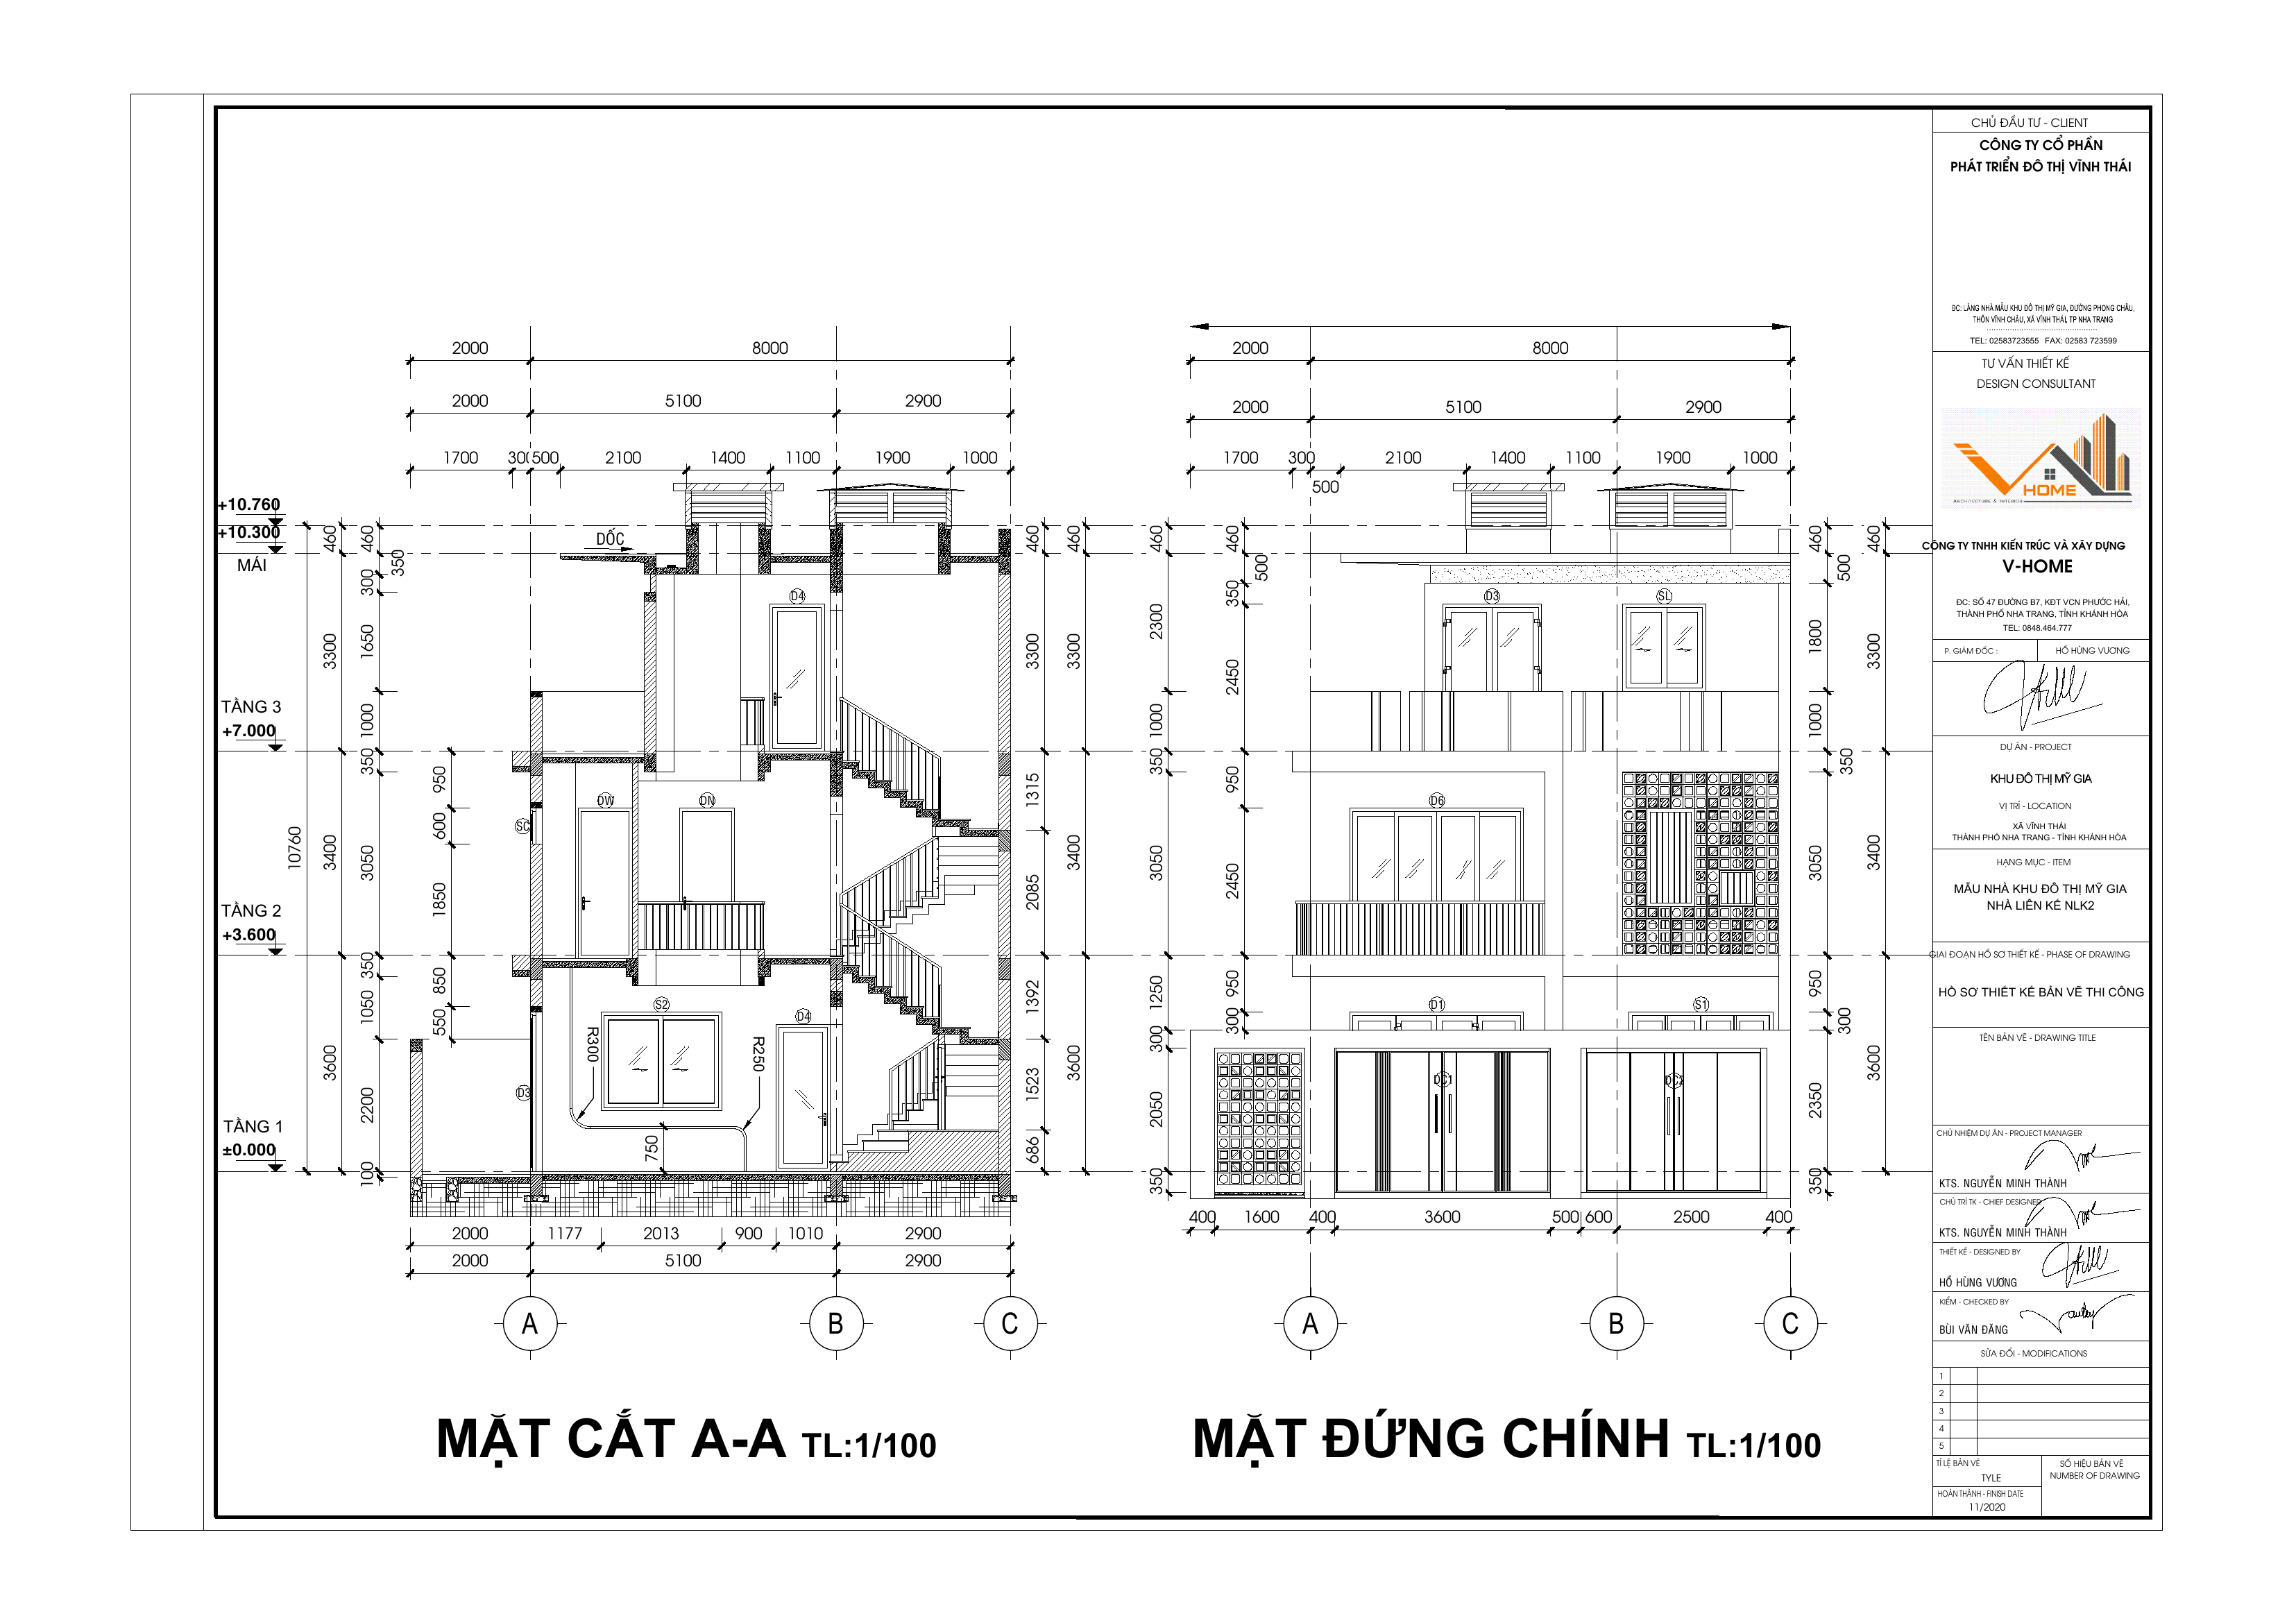 2000
8000
2000
5100
2900
1700
300
500
2100
1400
1100
1900
1000
+10.760
+10.300
MÁI
TẦNG 3
+7.000
TẦNG 2
+3.600
TẦNG 1
±0.000
10760
460
3300
3400
3600
460
300
350
1650
1000
350
3050
350
1050
2200
100
950
600
1850
850
550
DỐC
D4
DW
DN
SC
S2
D4
D3
R300
R250
750
460
3300
1315
2085
1392
1523
686
460
3300
3400
3600
2000
1177
2013
900
1010
2900
2000
5100
2900
A
B
C
MẶT CẮT A-A TL:1/100
2000
8000
2000
5100
2900
1700
300
500
2100
1400
1100
1900
1000
460
2300
1000
350
3050
1250
300
2050
350
460
500
350
2450
950
2450
950
300
D3
SL
D6
D1
S1
DC1
DC2
460
500
1800
1000
350
3050
950
300
2350
350
460
3300
3400
3600
400
1600
400
3600
500
600
2500
400
A
B
C
MẶT ĐỨNG CHÍNH TL:1/100
CHỦ ĐẦU TƯ - CLIENT
CÔNG TY CỔ PHẦN
PHÁT TRIỂN ĐÔ THỊ VĨNH THÁI
ĐC: LÀNG NHÀ MẪU KHU ĐÔ THỊ MỸ GIA, ĐƯỜNG PHONG CHÂU,
THÔN VĨNH CHÂU, XÃ VĨNH THÁI, TP NHA TRANG
TEL: 02583723555 FAX: 02583 723599
TƯ VẤN THIẾT KẾ
DESIGN CONSULTANT
HOME
ARCHITECTURE & INTERIOR
CÔNG TY TNHH KIẾN TRÚC VÀ XÂY DỰNG
V-HOME
ĐC: SỐ 47 ĐƯỜNG B7, KĐT VCN PHƯỚC HẢI,
THÀNH PHỐ NHA TRANG, TỈNH KHÁNH HÒA
TEL: 0848.464.777
P. GIÁM ĐỐC :
HỒ HÙNG VƯƠNG
DỰ ÁN - PROJECT
KHU ĐÔ THỊ MỸ GIA
VỊ TRÍ - LOCATION
XÃ VĨNH THÁI
THÀNH PHỐ NHA TRANG - TỈNH KHÁNH HÒA
HẠNG MỤC - ITEM
MẪU NHÀ KHU ĐÔ THỊ MỸ GIA
NHÀ LIÊN KẾ NLK2
GIAI ĐOẠN HỒ SƠ THIẾT KẾ - PHASE OF DRAWING
HỒ SƠ THIẾT KẾ BẢN VẼ THI CÔNG
TÊN BẢN VẼ - DRAWING TITLE
CHỦ NHIỆM DỰ ÁN - PROJECT MANAGER
KTS. NGUYỄN MINH THÀNH
CHỦ TRÌ TK - CHIEF DESIGNER
KTS. NGUYỄN MINH THÀNH
THIẾT KẾ - DESIGNED BY
HỒ HÙNG VƯƠNG
KIỂM - CHECKED BY
BÙI VĂN ĐĂNG
SỬA ĐỔI - MODIFICATIONS
1
2
3
4
5
TỈ LỆ BẢN VẼ
TYLE
SỐ HIỆU BẢN VẼ
NUMBER OF DRAWING
HOÀN THÀNH - FINISH DATE
11/2020